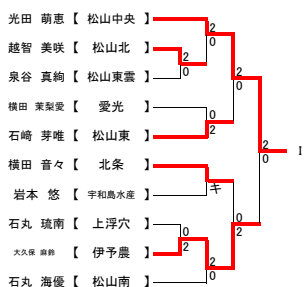 光田 萌恵 【 松山中央 】
越智 美咲 【 松山北 】
泉谷 真絢 【 松山東雲 】
横田 茉梨愛 【 愛光 】
石﨑 芽唯 【 松山東 】
横田 音々 【 北条 】
岩本 悠 【 宇和島水産 】
石丸 琉南 【 上浮穴 】
大久保 麻鈴 【 伊予農 】
石丸 海優 【 松山南 】
2
0
2
0
0
2
2
0
キ
0
2
2
0
0
2
2
0
I